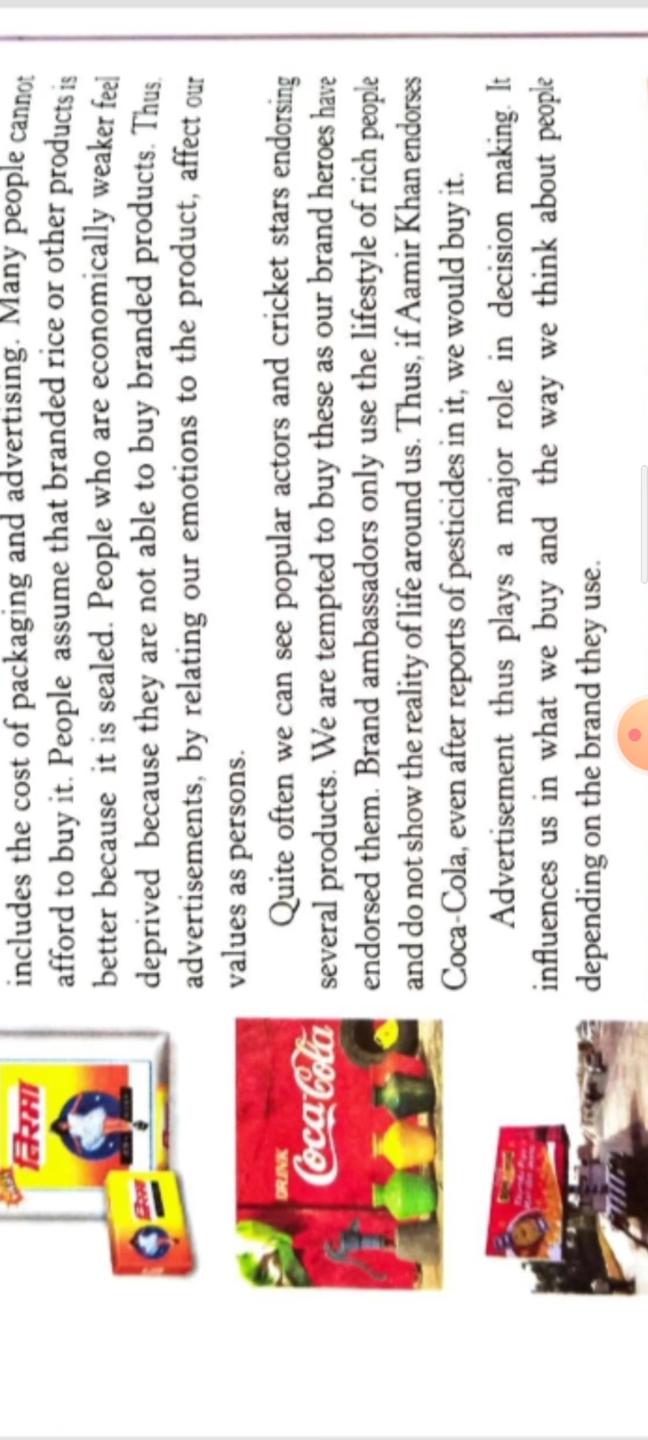 includes the cost of packaging and advertising. Many people cannot
afford to buy it. People assume that branded rice or other products is
better because it is sealed. People who are economically weaker feel
deprived because they are not able to buy branded products. Thus,
advertisements, by relating our emotions to the product, affect our
values as persons.
Quite often we can see popular actors and cricket stars endorsing
several products. We are tempted to buy these as our brand heroes have
endorsed them. Brand ambassadors only use the lifestyle of rich people
and do not show the reality of life around us. Thus, if Aamir Khan endorses
Coca-Cola, even after reports of pesticides in it, we would buy it.
Advertisement thus plays a major role in decision making. It
influences us in what we buy and the way we think about people
depending on the brand they use.
DRINK
Coca-Cola